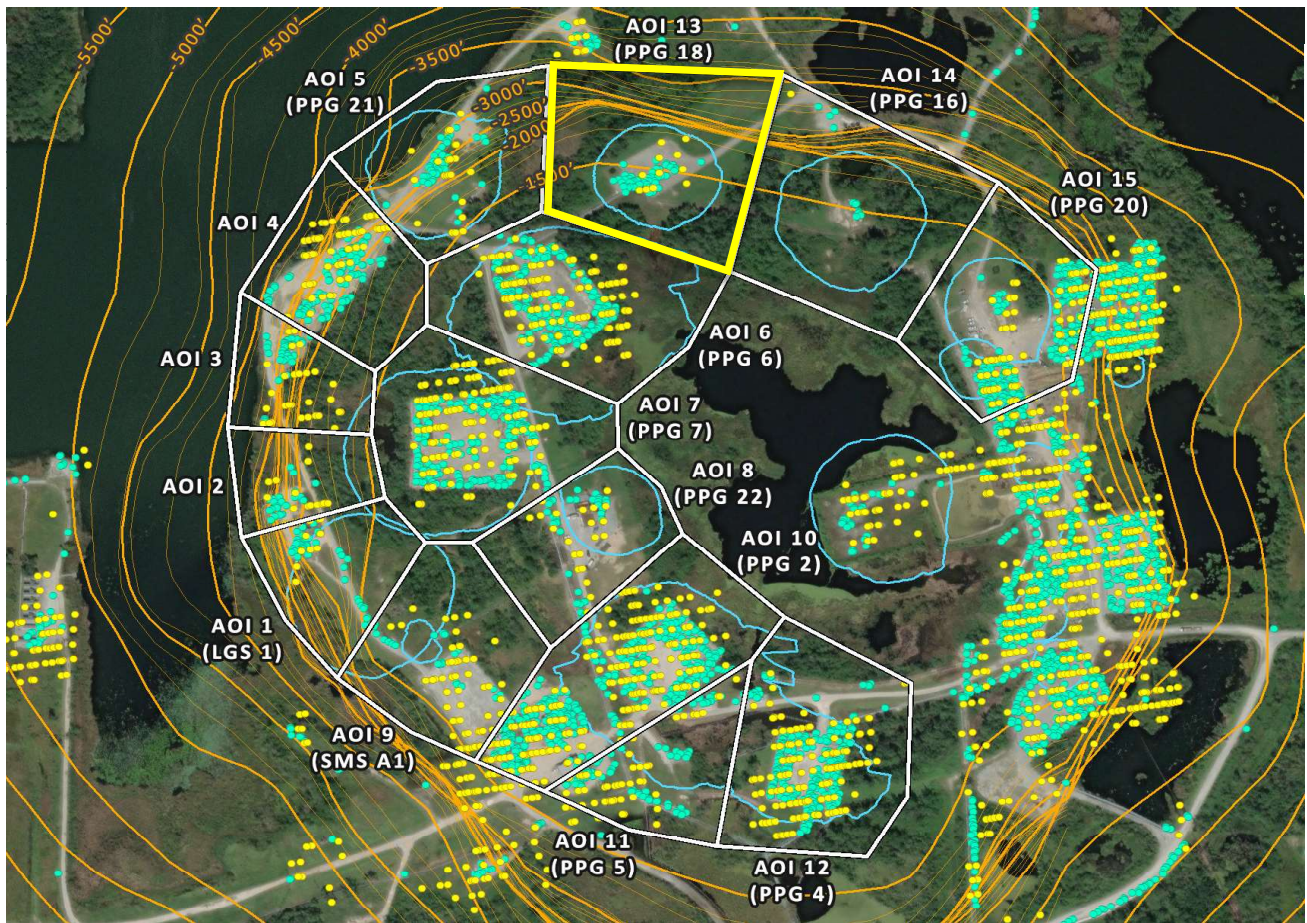 -5500'
-5000'
-4500'
-4000'
-3500'
-3000'
-2500'
-2000'
-1500'
AOI 13
(PPG 18)
AOI 5
(PPG 21)
AOI 14
(PPG 16)
AOI 15
(PPG 20)
AOI 4
AOI 3
AOI 6
(PPG 6)
AOI 7
(PPG 7)
AOI 8
(PPG 22)
AOI 2
AOI 10
(PPG 2)
AOI 1
(LGS 1)
AOI 9
(SMS A1)
AOI 11
(PPG 5)
AOI 12
(PPG 4)